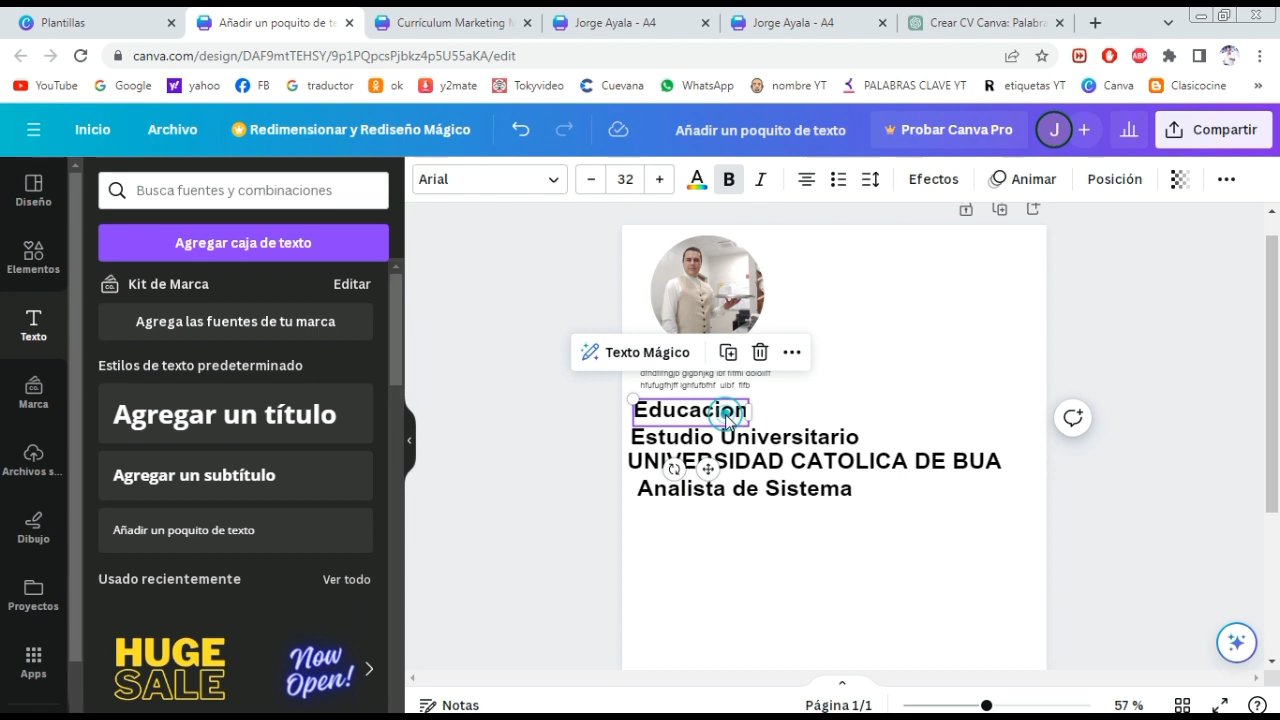 Plantillas
Añadir un poquito de te
Currículum Marketing M
Jorge Ayala - A4
Jorge Ayala - A4
Crear CV Canva: Palabra
canva.com/design/DAF9mtTEHSY/9p1PQpcsPjbkz4p5U55aKA/edit
YouTube
Google
yahoo
FB
traductor
ok
y2mate
Tokyvideo
Cuevana
WhatsApp
nombre YT
PALABRAS CLAVE YT
etiquetas YT
Canva
Clasicocine
Inicio
Archivo
Redimensionar y Rediseño Mágico
Añadir un poquito de texto
Probar Canva Pro
J
Compartir
Arial
32
A
B
I
Efectos
Animar
Posición
Diseño
Elementos
Texto
Marca
Archivos s...
Dibujo
Proyectos
Apps
Busca fuentes y combinaciones
Agregar caja de texto
Kit de Marca
Editar
Agrega las fuentes de tu marca
Estilos de texto predeterminado
Agregar un título
Agregar un subtítulo
Añadir un poquito de texto
Usado recientemente
Ver todo
HUGE
SALE
Now
Open!
Texto Mágico
Educacion
Estudio Universitario
UNIVERSIDAD CATOLICA DE BUA
Analista de Sistema
Notas
Página 1/1
57 %